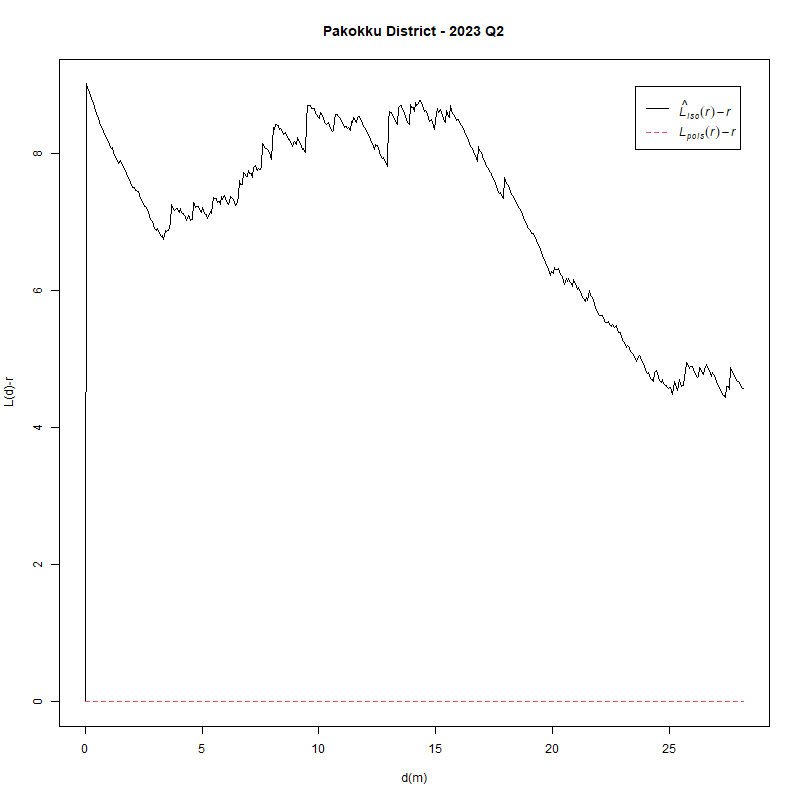 Pakokku District - 2023 Q2
L̂iso(r) − r
Lpois(r) − r
L(d)-r
8
6
4
2
0
0 5 10 15 20 25
d(m)